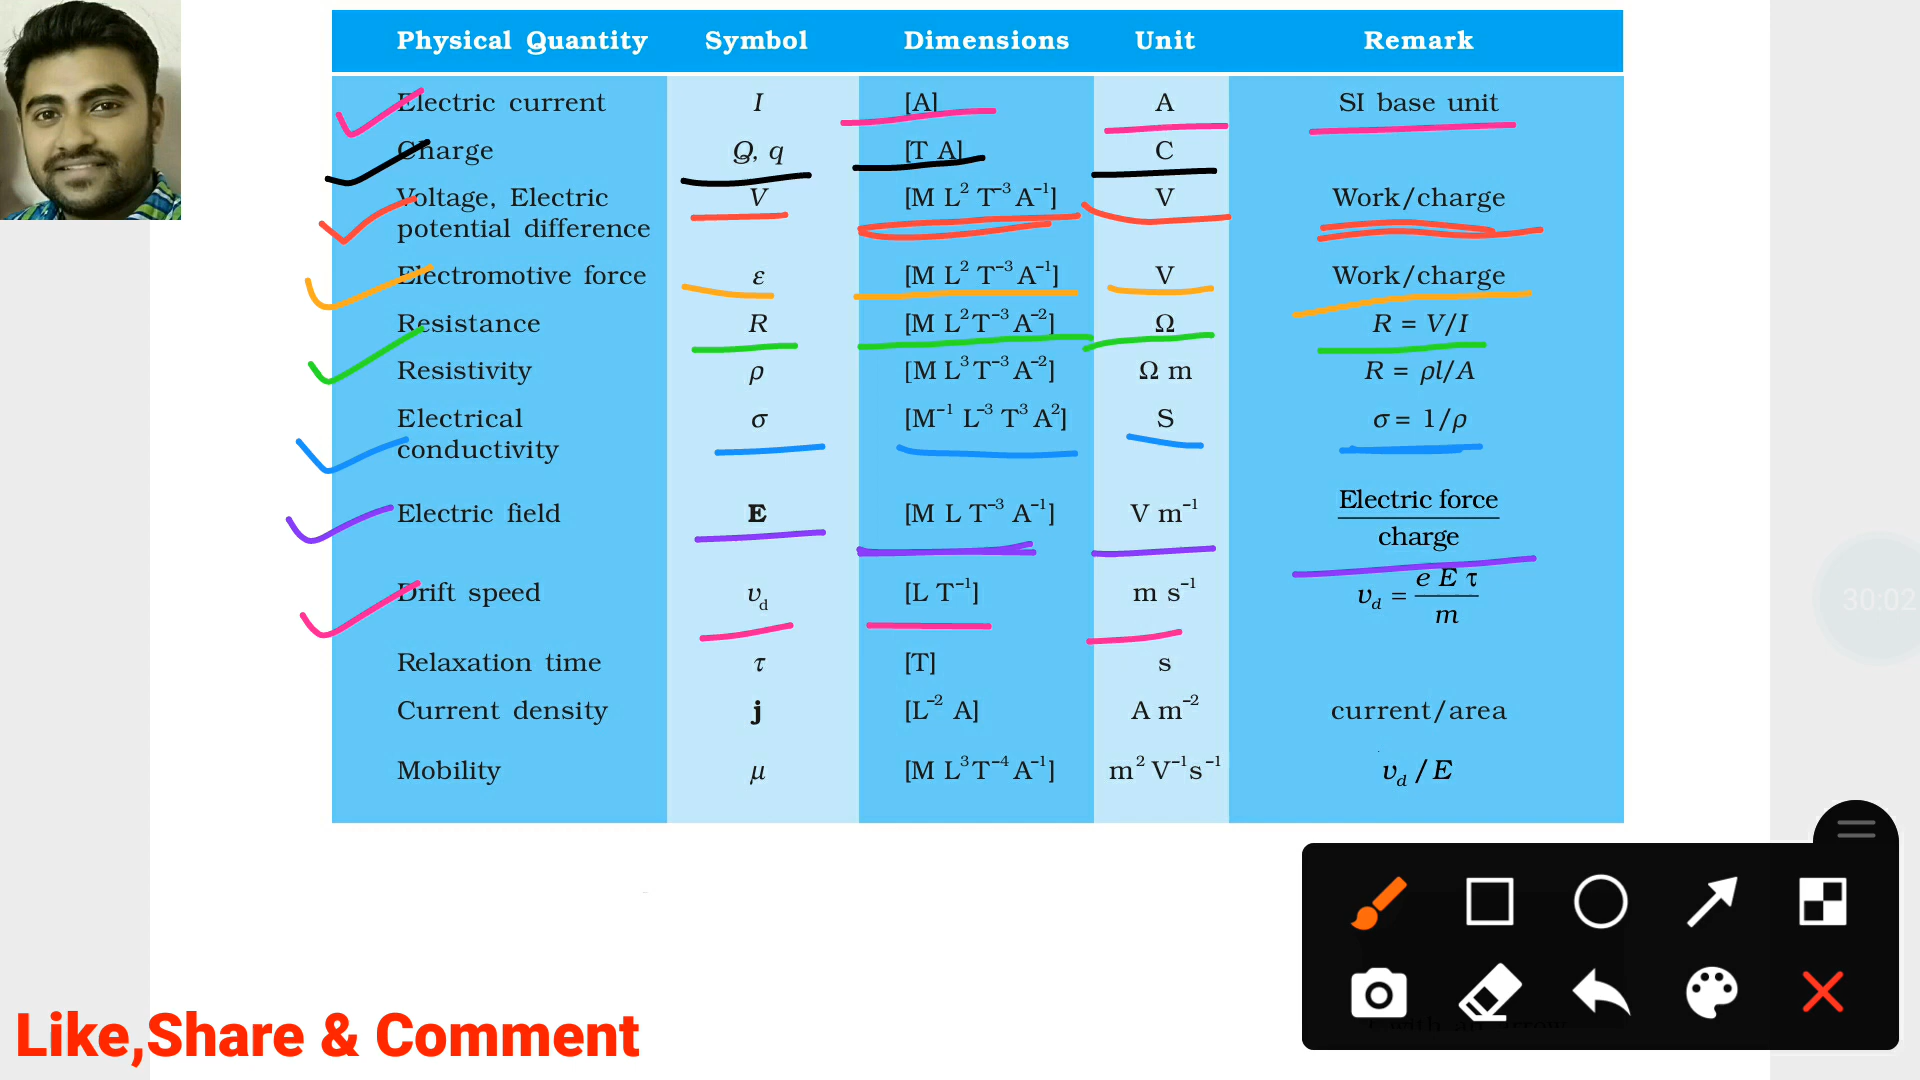 Physical Quantity Symbol Dimensions Unit Remark
Electric current I [A] A SI base unit
Charge Q, q [T A] C
Voltage, Electric potential difference V [M L² T⁻³ A⁻¹] V Work/charge
Electromotive force ε [M L² T⁻³ A⁻¹] V Work/charge
Resistance R [M L² T⁻³ A⁻²] Ω R = V/I
Resistivity ρ [M L³ T⁻³ A⁻²] Ω m R = ρl/A
Electrical conductivity σ [M⁻¹ L⁻³ T³ A²] S σ = 1/ρ
Electric field E [M L T⁻³ A⁻¹] V m⁻¹ Electric force / charge
Drift speed v_d [L T⁻¹] m s⁻¹ v_d = e E τ / m
Relaxation time τ [T] s
Current density j [L⁻² A] A m⁻² current/area
Mobility μ [M L³ T⁻⁴ A⁻¹] m² V⁻¹ s⁻¹ v_d / E
30:02
Like,Share & Comment